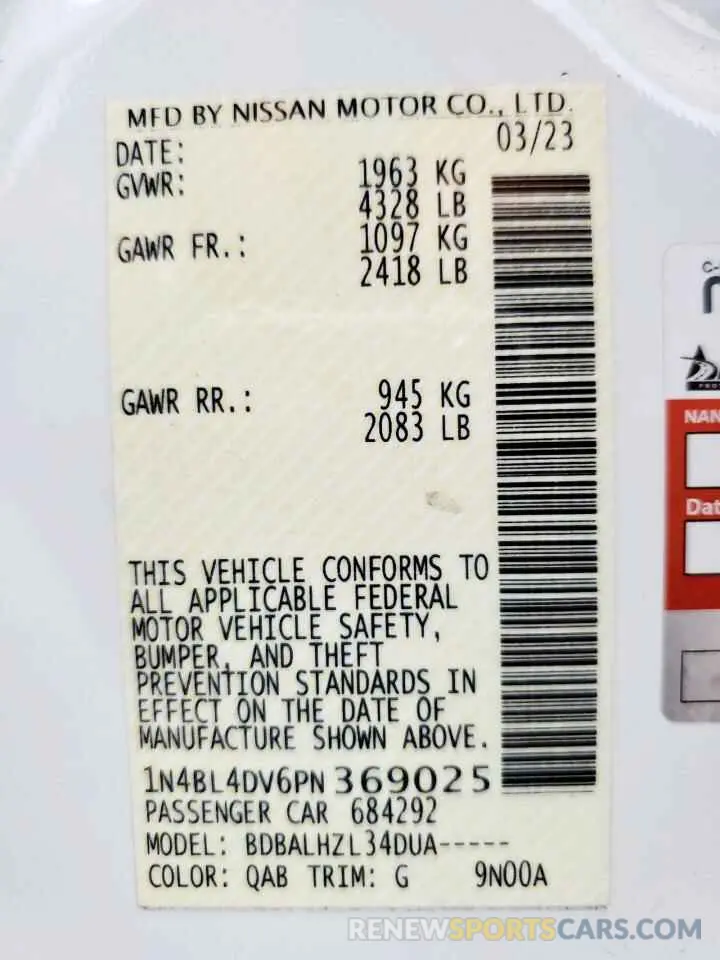 MFD BY NISSAN MOTOR CO., LTD.
DATE: 03/23
GVWR: 1963 KG
4328 LB
GAWR FR.: 1097 KG
2418 LB
GAWR RR.: 945 KG
2083 LB
THIS VEHICLE CONFORMS TO
ALL APPLICABLE FEDERAL
MOTOR VEHICLE SAFETY,
BUMPER, AND THEFT
PREVENTION STANDARDS IN
EFFECT ON THE DATE OF
MANUFACTURE SHOWN ABOVE.
1N4BL4DV6PN 369025
PASSENGER CAR 684292
MODEL: BDBALHZL34DUA-----
COLOR: QAB TRIM: G 9N00A
RENEWSPORTSCARS.COM